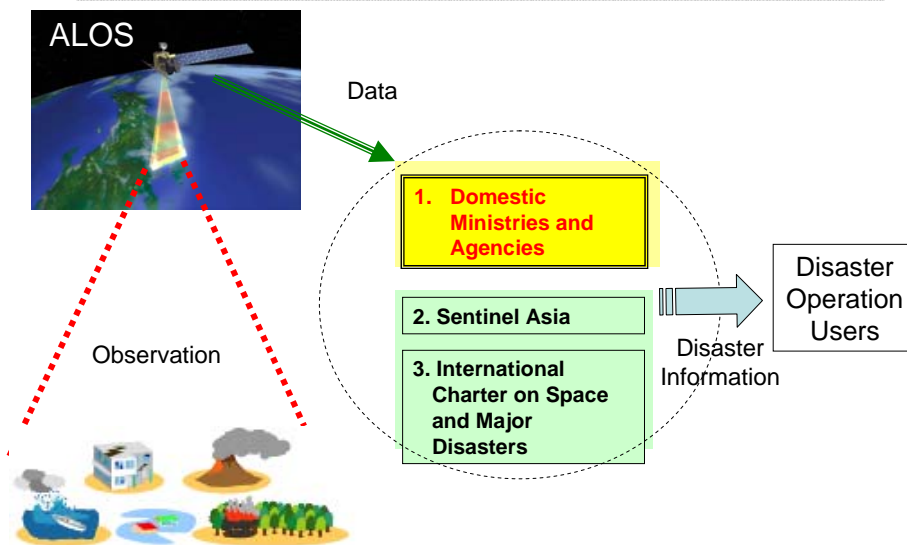 ALOS
Data
1. Domestic
Ministries and
Agencies
2. Sentinel Asia
3. International
Charter on Space
and Major
Disasters
Disaster
Operation
Users
Observation
Disaster
Information